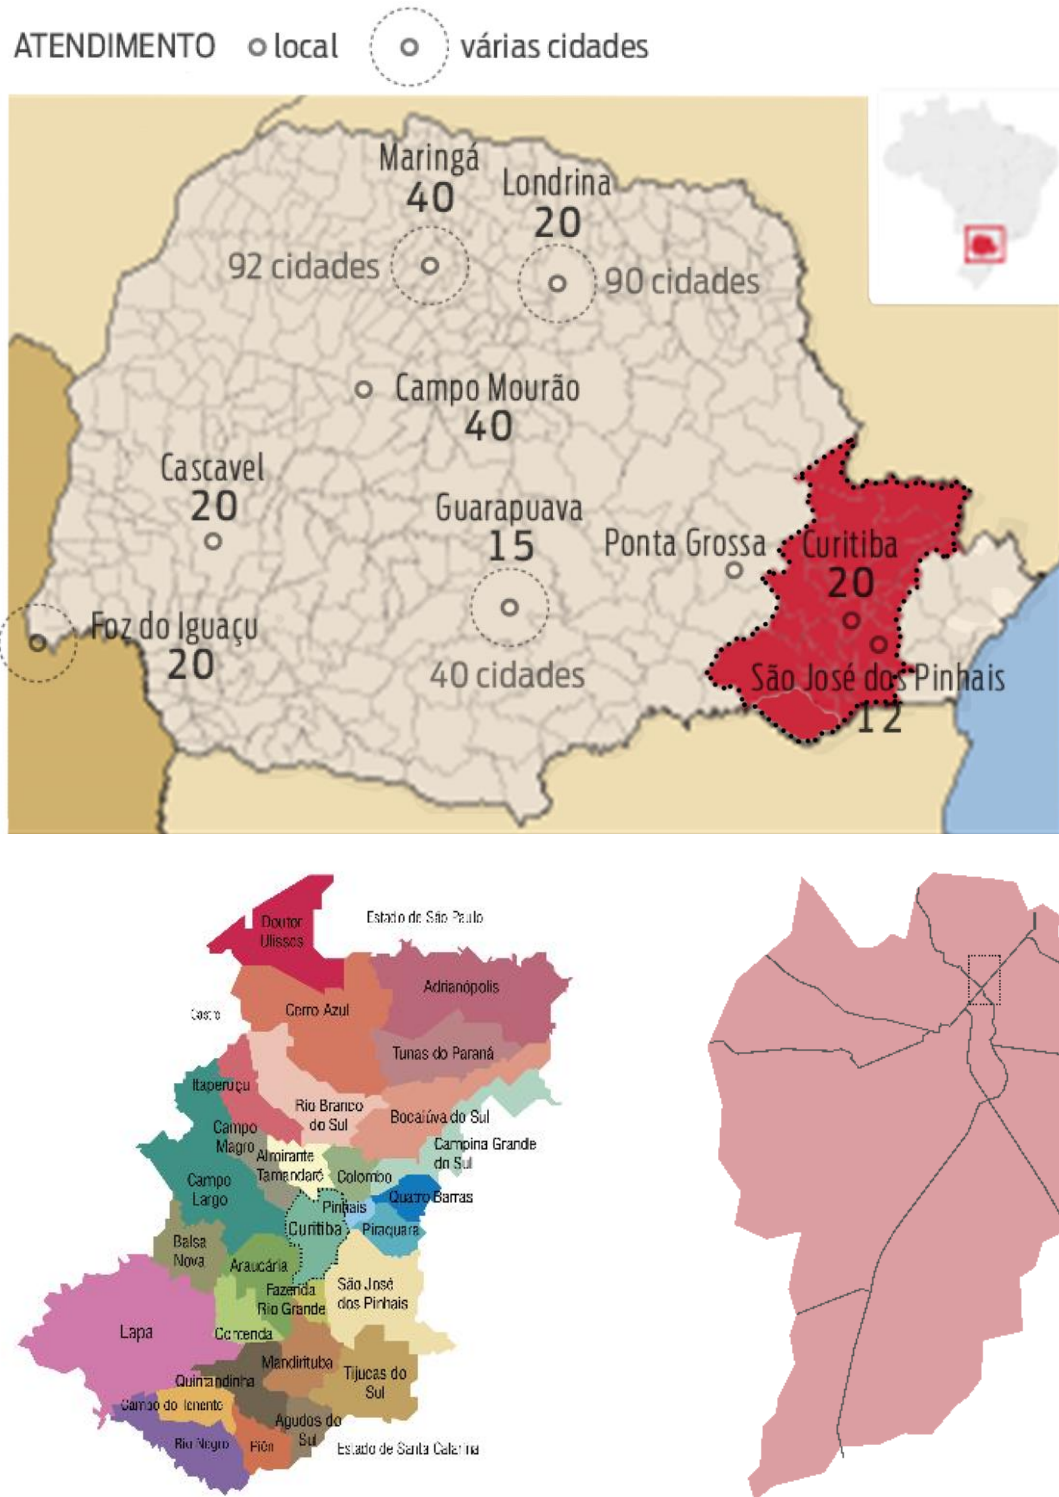 ATENDIMENTO local várias cidades
Maringá
40
Londrina
20
92 cidades
90 cidades
Campo Mourão
40
Cascavel
20
Guarapuava
15
Ponta Grossa
Curitiba
20
Foz do Iguaçu
20
40 cidades
São José dos Pinhais
12
Doutor
Ulisses
Estado de São Paulo
Adrianópolis
Castro
Cerro Azul
Tunas do Paraná
Itaperuçu
Rio Branco
do Sul
Bocaiúva do Sul
Campo
Magro
Almirante
Tamandaré
Campina Grande
do Sul
Campo
Largo
Colombo
Quatro Barras
Pinhais
Curitiba
Piraquara
Balsa
Nova
Araucária
Fazenda
Rio Grande
São José
dos Pinhais
Lapa
Contenda
Mandirituba
Tijucas do
Sul
Quitandinha
Campo do Tenente
Agudos do
Sul
Rio Negro
Piên
Estado de Santa Catarina